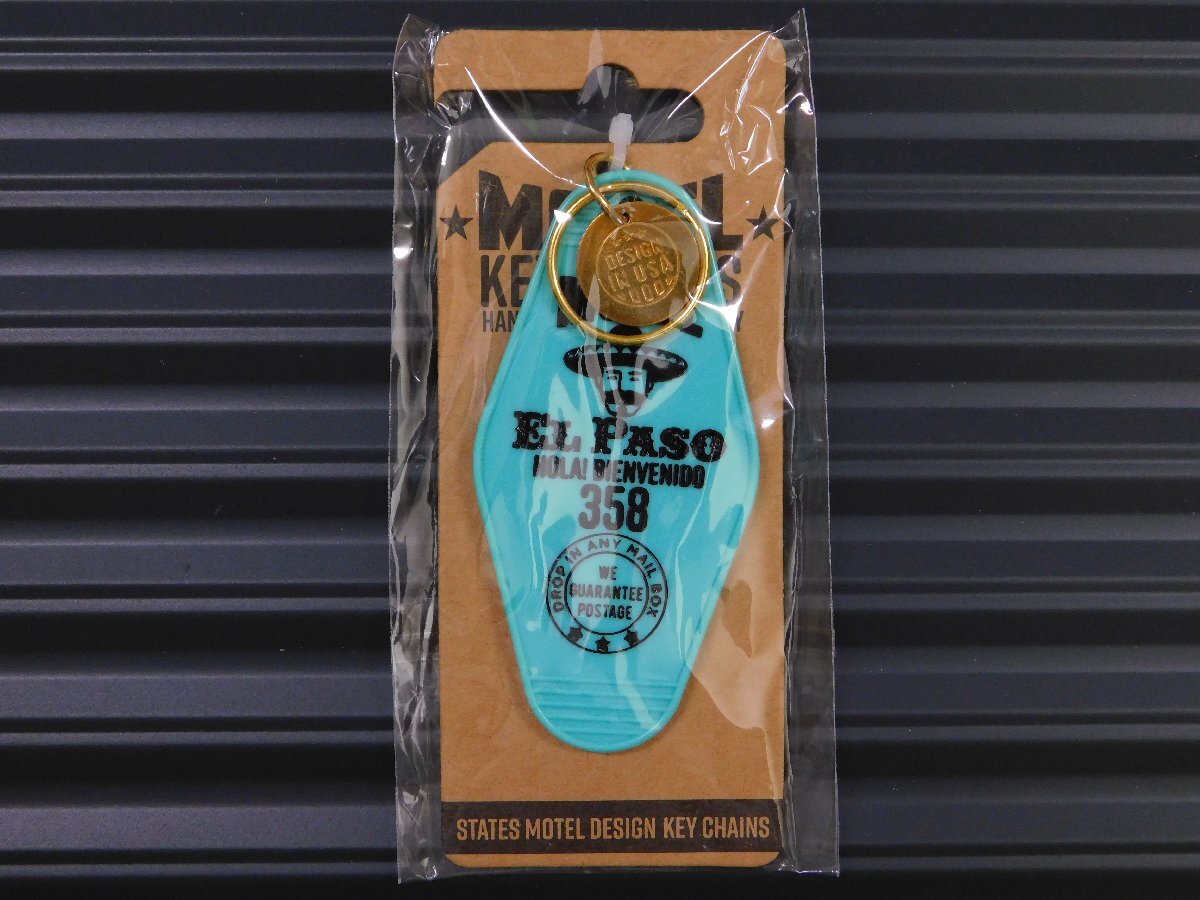 DESIGN
IN USA
EL PASO
HOLA! BIENVENIDO
358
DROP IN ANY MAIL BOX
WE
GUARANTEE
POSTAGE
STATES MOTEL DESIGN KEY CHAINS